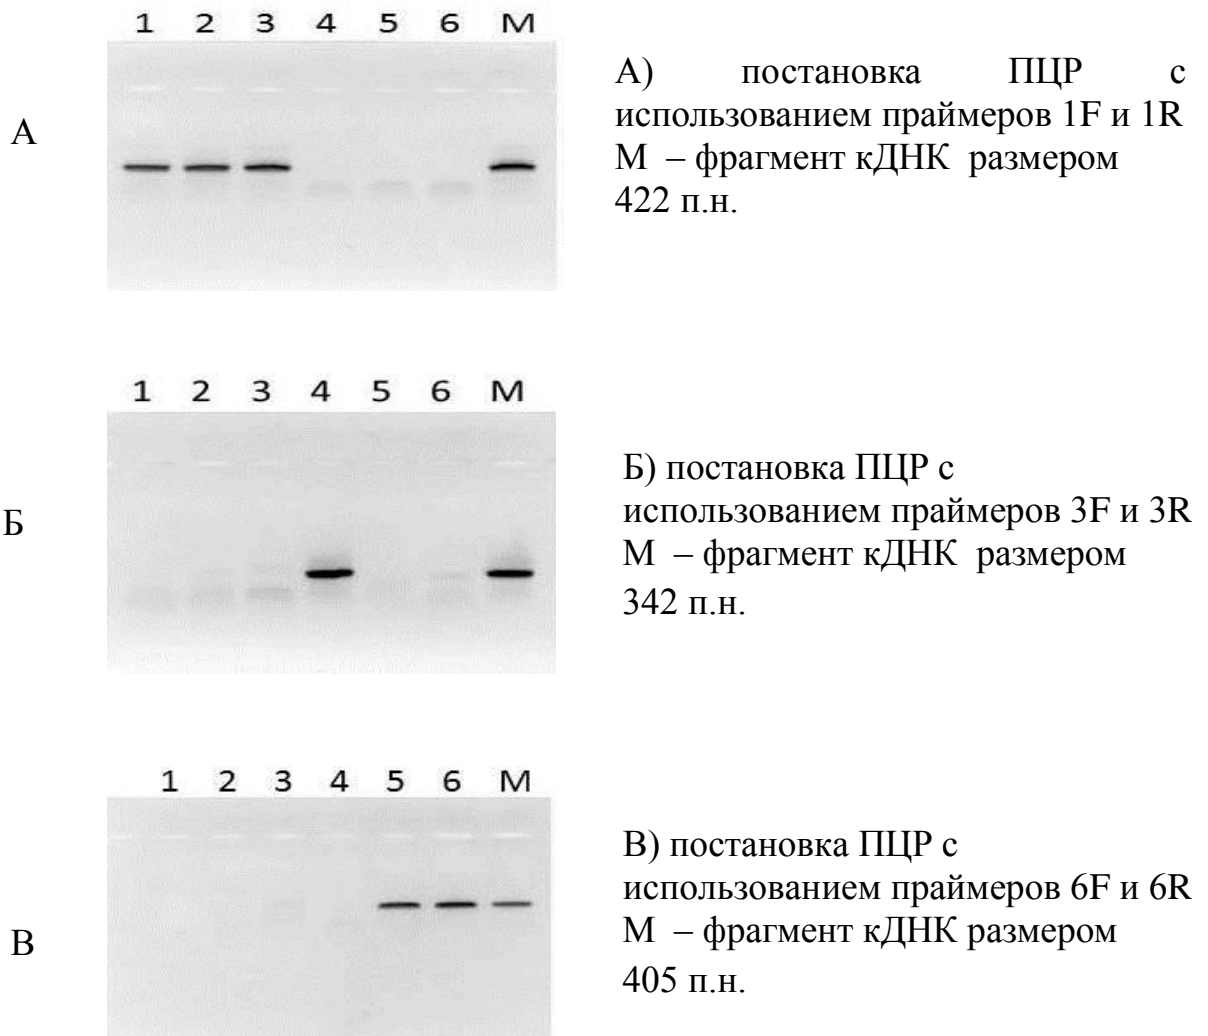 1 2 3 4 5 6 M
А
А) постановка ПЦР с
использованием праймеров 1F и 1R
М – фрагмент кДНК размером
422 п.н.
1 2 3 4 5 6 M
Б
Б) постановка ПЦР с
использованием праймеров 3F и 3R
М – фрагмент кДНК размером
342 п.н.
1 2 3 4 5 6 M
В
В) постановка ПЦР с
использованием праймеров 6F и 6R
М – фрагмент кДНК размером
405 п.н.